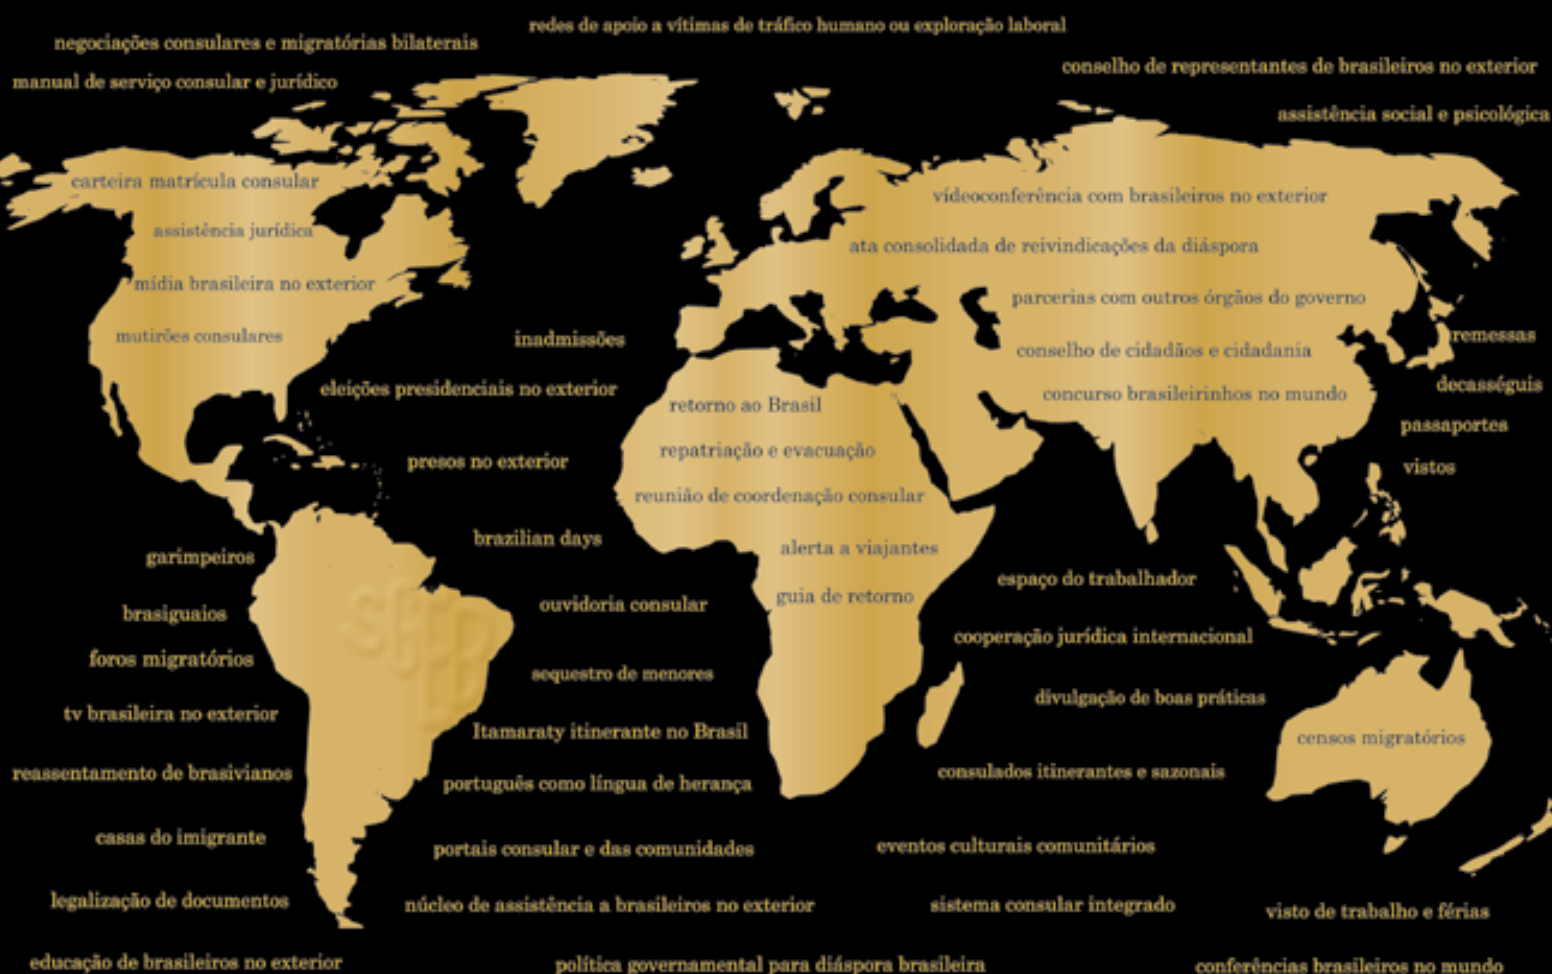 redes de apoio a vítimas de tráfico humano ou exploração laboral
negociações consulares e migratórias bilaterais
conselho de representantes de brasileiros no exterior
manual de serviço consular e jurídico
assistência social e psicológica
carteira matrícula consular
vídeoconferência com brasileiros no exterior
assistência jurídica
ata consolidada de reivindicações da diáspora
mídia brasileira no exterior
parcerias com outros órgãos do governo
mutirões consulares
inadmissões
remessas
conselho de cidadãos e cidadania
eleições presidenciais no exterior
decasséguis
concurso brasileirinhos no mundo
retorno ao Brasil
passaportes
repatriação e evacuação
presos no exterior
vistos
reunião de coordenação consular
brazilian days
alerta a viajantes
garimpeiros
espaço do trabalhador
guia de retorno
ouvidoria consular
brasiguaios
SGEB
cooperação jurídica internacional
foros migratórios
sequestro de menores
divulgação de boas práticas
tv brasileira no exterior
Itamaraty itinerante no Brasil
censos migratórios
reassentamento de brasivianos
português como língua de herança
consulados itinerantes e sazonais
casas do imigrante
portais consular e das comunidades
eventos culturais comunitários
legalização de documentos
núcleo de assistência a brasileiros no exterior
sistema consular integrado
visto de trabalho e férias
educação de brasileiros no exterior
política governamental para diáspora brasileira
conferências brasileiros no mundo